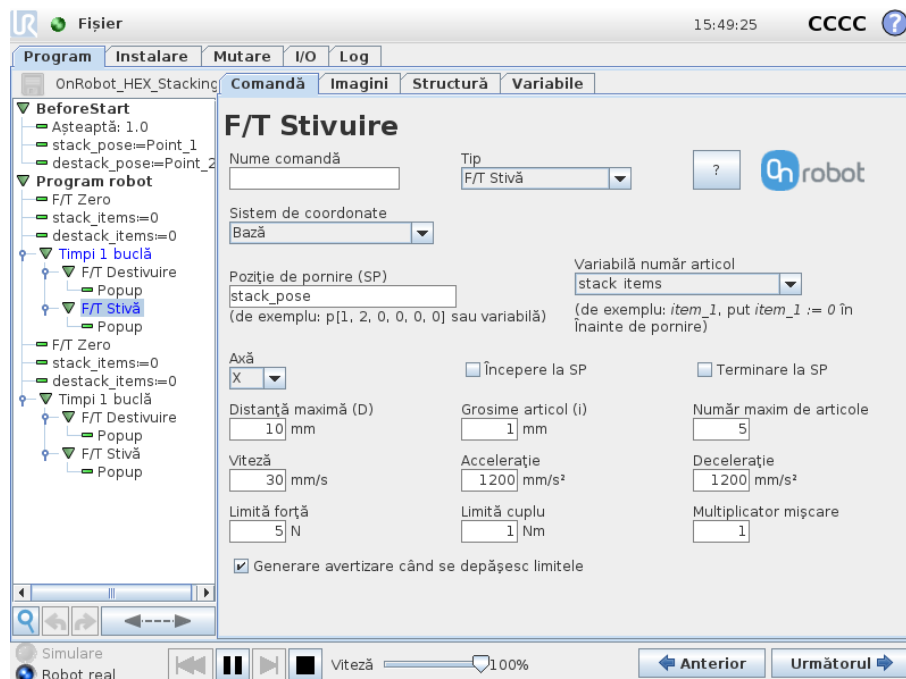 Fișier
15:49:25
CCCC
?
Program
Instalare
Mutare
I/O
Log
OnRobot_HEX_Stacking
Comandă
Imagini
Structură
Variabile
BeforeStart
Așteaptă: 1.0
stack_pose≔Point_1
destack_pose≔Point_2
Program robot
F/T Zero
stack_items≔0
destack_items≔0
Timpi 1 buclă
F/T Destivuire
Popup
F/T Stivă
Popup
F/T Zero
stack_items≔0
destack_items≔0
Timpi 1 buclă
F/T Destivuire
Popup
F/T Stivă
Popup
F/T Stivuire
Nume comandă
Tip
F/T Stivă
?
On robot
Sistem de coordonate
Bază
Poziţie de pornire (SP)
stack_pose
(de exemplu: p[1, 2, 0, 0, 0, 0] sau variabilă)
Variabilă număr articol
stack items
(de exemplu: item_1, put item_1 := 0 în
Înainte de pornire)
Axă
X
Începere la SP
Terminare la SP
Distanţă maximă (D)
Grosime articol (i)
Număr maxim de articole
10 mm
1 mm
5
Viteză
Acceleraţie
Deceleraţie
30 mm/s
1200 mm/s²
1200 mm/s²
Limită forţă
Limită cuplu
Multiplicator mișcare
5 N
1 Nm
1
Generare avertizare când se depășesc limitele
Simulare
Robot real
Viteză
100%
Anterior
Următorul